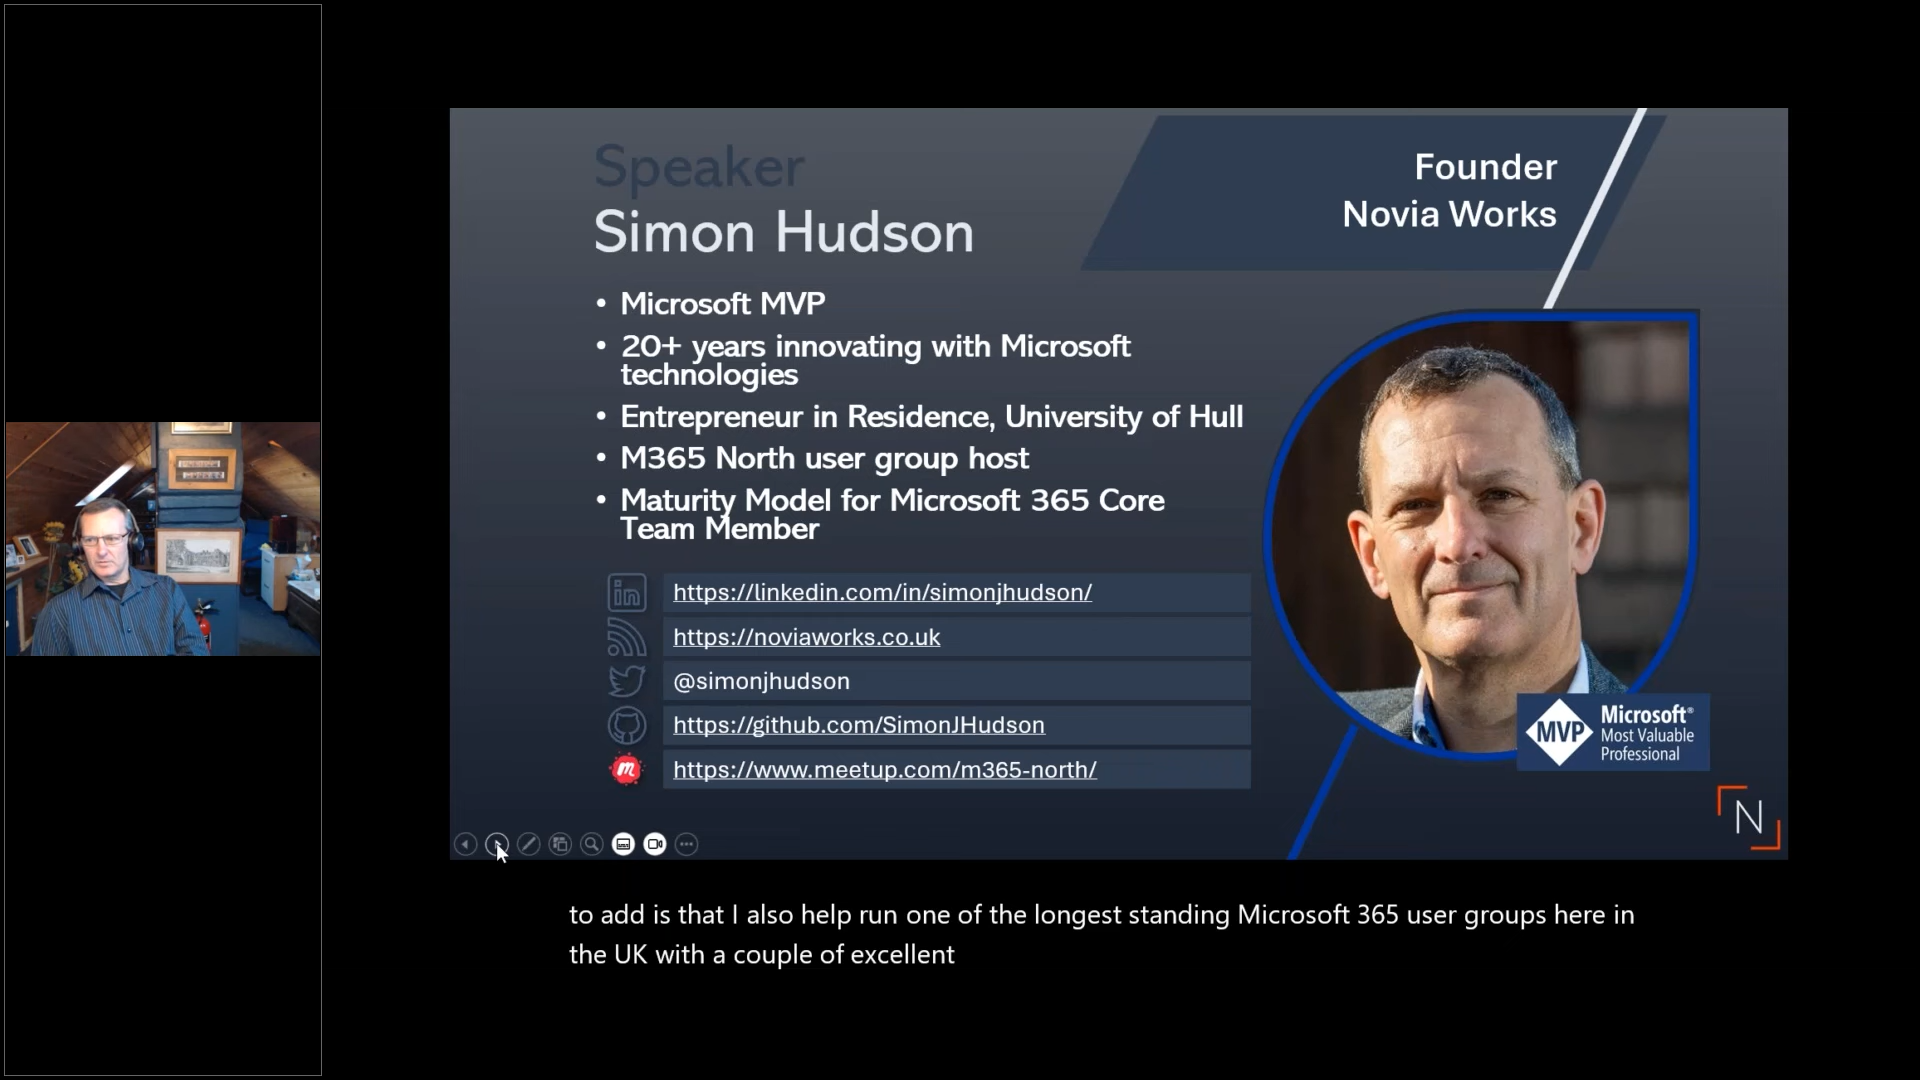 Speaker
Simon Hudson
Founder
Novia Works
• Microsoft MVP
• 20+ years innovating with Microsoft
technologies
• Entrepreneur in Residence, University of Hull
• M365 North user group host
• Maturity Model for Microsoft 365 Core
Team Member
in
https://linkedin.com/in/simonjhudson/
https://noviaworks.co.uk
@simonjhudson
https://github.com/SimonJHudson
m
https://www.meetup.com/m365-north/
MVP
Microsoft®
Most Valuable
Professional
N
to add is that I also help run one of the longest standing Microsoft 365 user groups here in
the UK with a couple of excellent